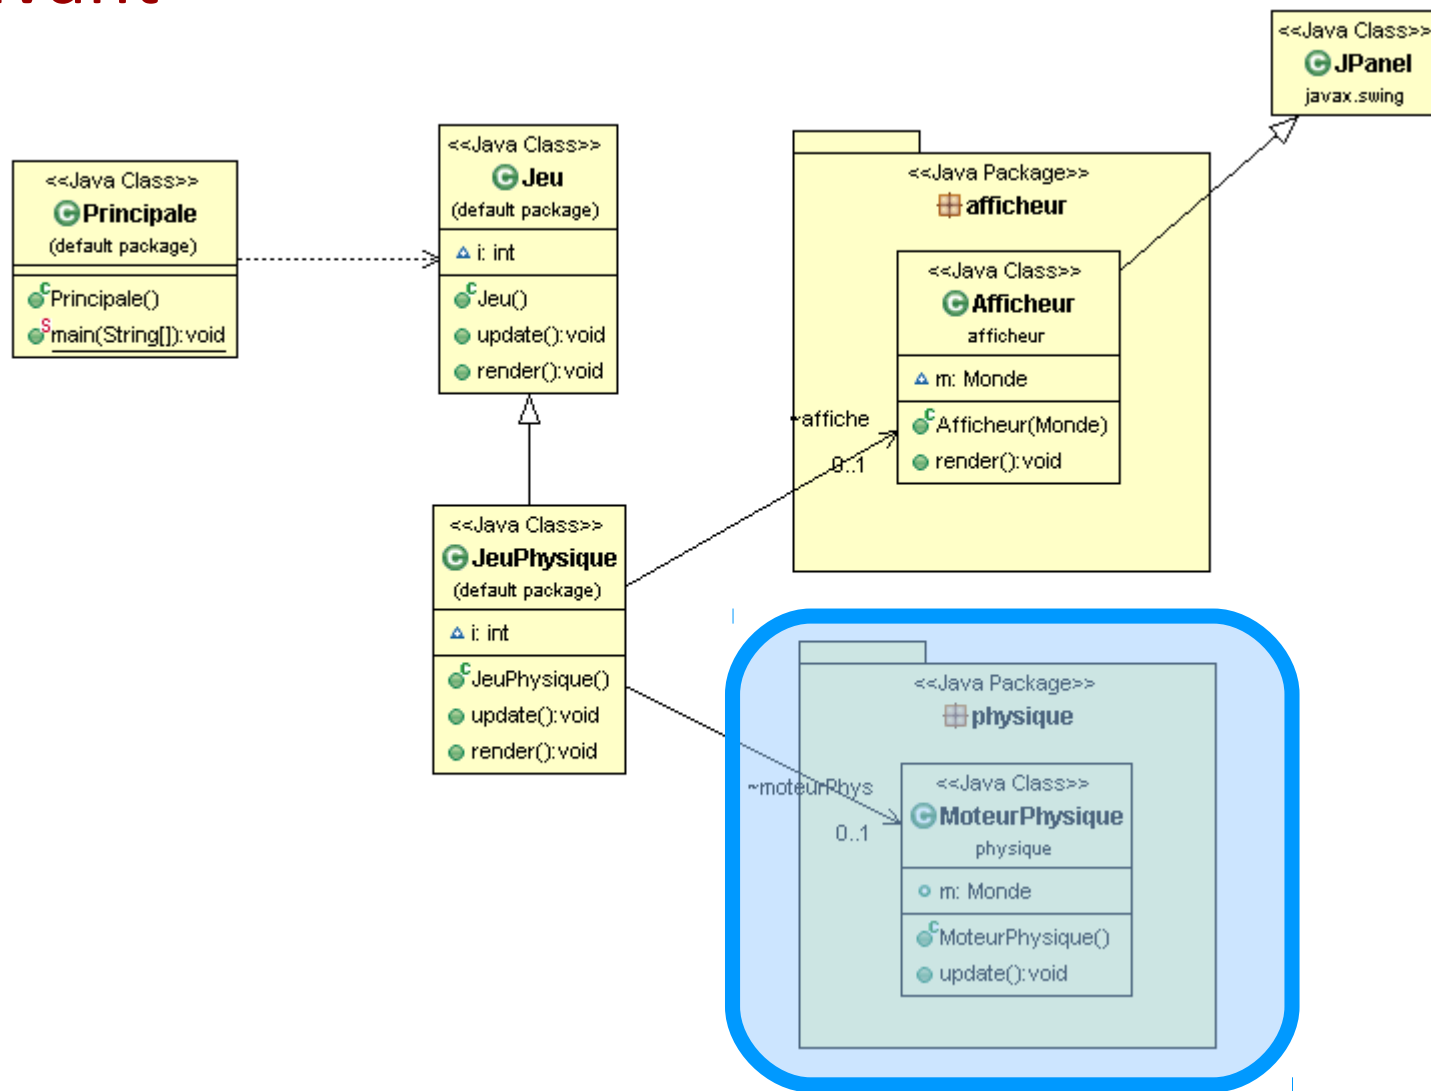 <<Java Class>>
JPanel
javax.swing
<<Java Class>>
Principale
(default package)
Principale()
main(String[]):void
<<Java Class>>
Jeu
(default package)
i: int
Jeu()
update():void
render():void
<<Java Package>>
afficheur
<<Java Class>>
Afficheur
afficheur
m: Monde
Afficheur(Monde)
render():void
~affiche
0..1
<<Java Class>>
JeuPhysique
(default package)
i: int
JeuPhysique()
update():void
render():void
<<Java Package>>
physique
~moteurPhys
0..1
<<Java Class>>
MoteurPhysique
physique
m: Monde
MoteurPhysique()
update():void